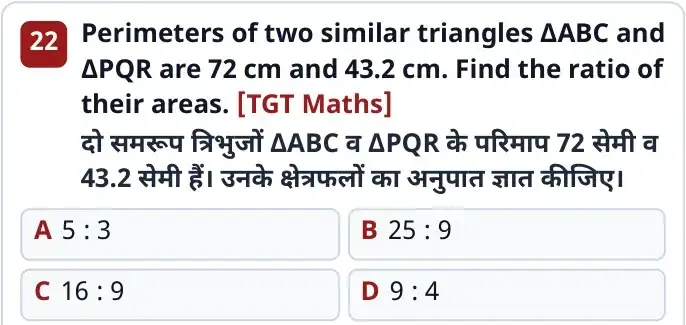 22 Perimeters of two similar triangles ΔABC and
ΔPQR are 72 cm and 43.2 cm. Find the ratio of
their areas. [TGT Maths]
दो समरूप त्रिभुजों ΔABC व ΔPQR के परिमाप 72 सेमी व
43.2 सेमी हैं। उनके क्षेत्रफलों का अनुपात ज्ञात कीजिए।
A 5 : 3
B 25 : 9
C 16 : 9
D 9 : 4